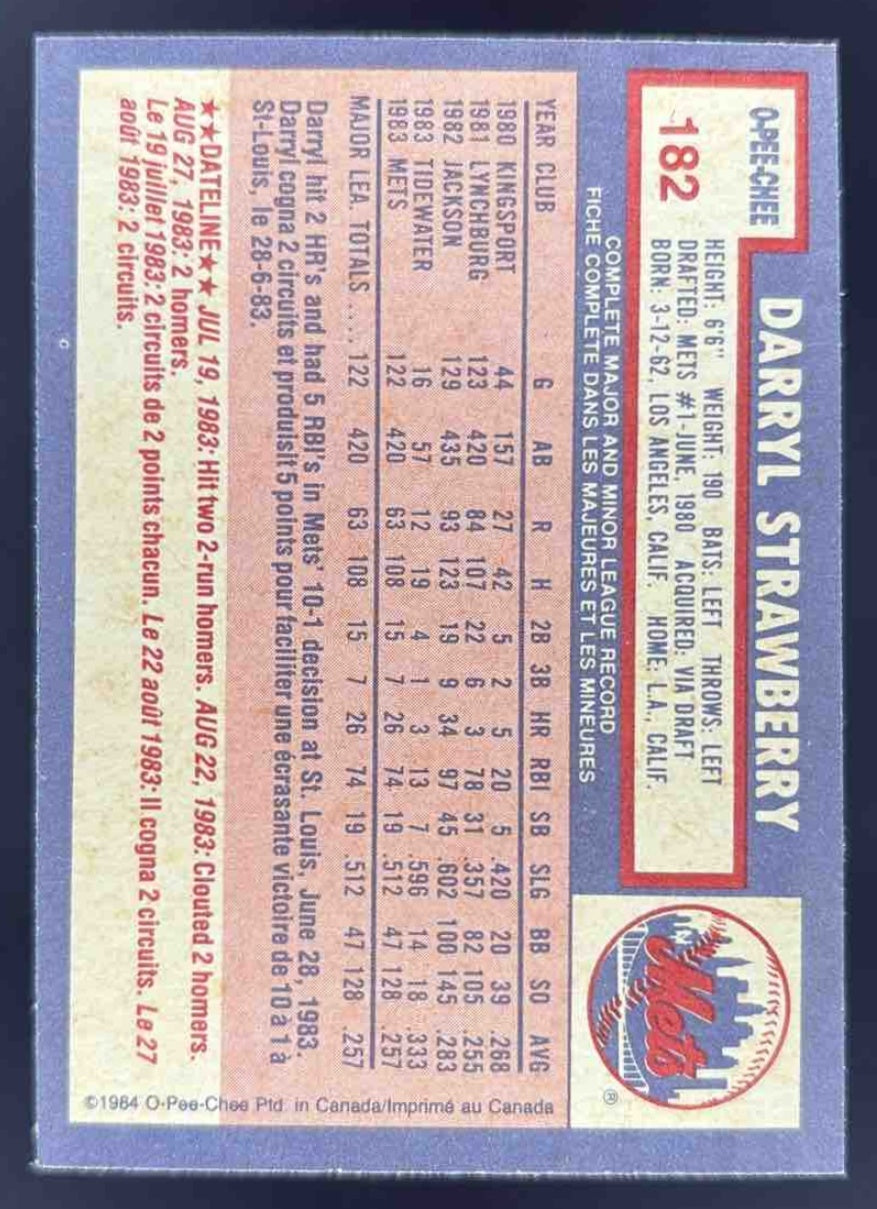 O-PEE-CHEE
182
DARRYL STRAWBERRY
HEIGHT: 6'6" WEIGHT: 190 BATS: LEFT THROWS: LEFT
DRAFTED: METS #1-JUNE, 1980 ACQUIRED: VIA DRAFT
BORN: 3-12-62, LOS ANGELES, CALIF. HOME: L.A., CALIF.
Mets
®
COMPLETE MAJOR AND MINOR LEAGUE RECORD
FICHE COMPLÈTE DANS LES MAJEURES ET LES MINEURES
YEAR CLUB G AB R H 2B 3B HR RBI SB SLG BB SO AVG
1980 KINGSPORT 44 157 27 42 5 2 5 20 5 .420 20 39 .268
1981 LYNCHBURG 123 420 84 107 22 6 3 78 31 .357 82 105 .255
1982 JACKSON 129 435 93 123 19 9 34 97 45 .602 100 145 .283
1983 TIDEWATER 16 57 12 19 4 1 3 13 7 .596 14 18 .333
1983 METS 122 420 63 108 15 7 26 74 19 .512 47 128 .257
MAJOR LEA. TOTALS .... 122 420 63 108 15 7 26 74 19 .512 47 128 .257
Darryl hit 2 HR's and had 5 RBI's in Mets' 10-1 decision at St. Louis, June 28, 1983.
Darryl cogna 2 circuits et produisit 5 points pour faciliter une écrasante victoire de 10 à 1 à
St-Louis, le 28-6-83.
★★DATELINE★★ JUL 19, 1983: Hit two 2-run homers. AUG 22, 1983: Clouted 2 homers.
AUG 27, 1983: 2 homers.
Le 19 juillet 1983: 2 circuits de 2 points chacun. Le 22 août 1983: Il cogna 2 circuits. Le 27
août 1983: 2 circuits.
©1984 O-Pee-Chee Ptd. in Canada/Imprimé au Canada